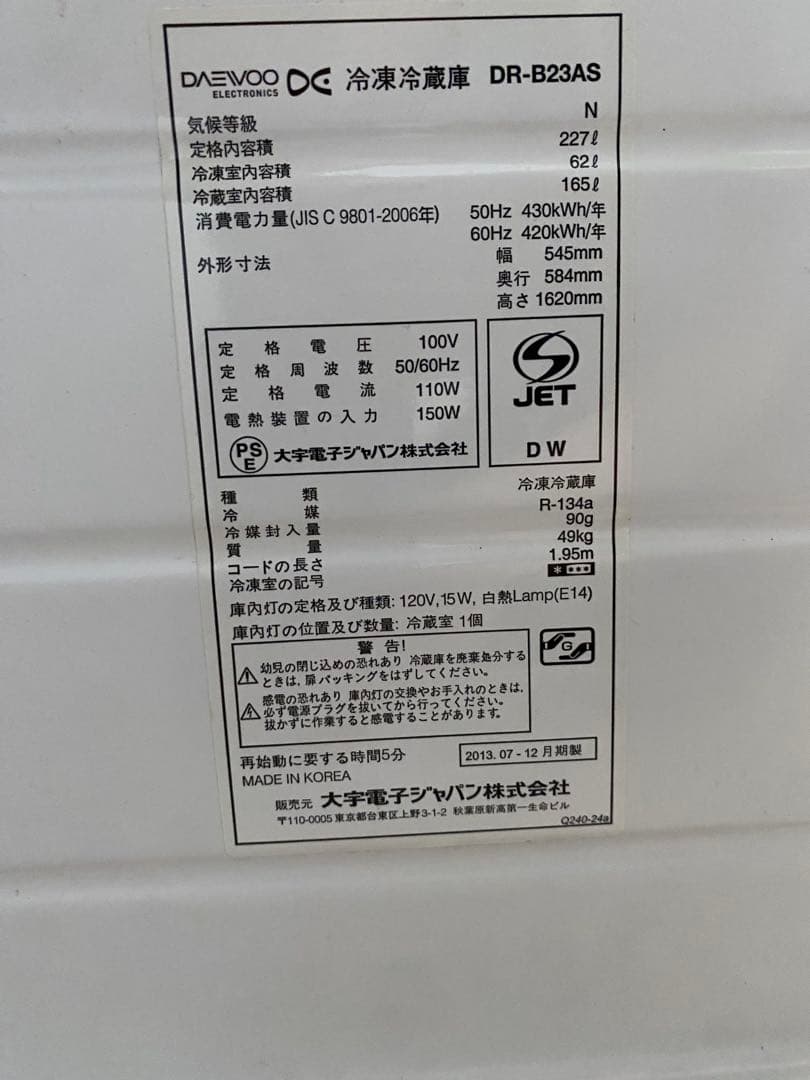 DAEWOO ELECTRONICS 冷凍冷蔵庫 DR-B23AS
気候等級 N
定格内容積 227ℓ
冷凍室内容積 62ℓ
冷蔵室内容積 165ℓ
消費電力量(JIS C 9801-2006年) 50Hz 430kWh/年
60Hz 420kWh/年
外形寸法 幅 545mm
奥行 584mm
高さ 1620mm
定格電圧 100V
定格周波数 50/60Hz
定格電流 110W
電熱装置の入力 150W
PSE 大宇電子ジャパン株式会社
JET
DW
種類 冷凍冷蔵庫
冷媒 R-134a
冷媒封入量 90g
質量 49kg
コードの長さ 1.95m
冷凍室の記号 * ***
庫内灯の定格及び種類: 120V,15W, 白熱Lamp(E14)
庫内灯の位置及び数量: 冷蔵室 1個
警告!
幼児の閉じ込めの恐れあり 冷蔵庫を廃棄処分する
ときは,扉パッキングをはずしてください。
感電の恐れあり 庫内灯の交換やお手入れのときは,
必ず電源プラグを抜いてから行ってください。
抜かずに作業すると感電することがあります。
G
再始動に要する時間5分
2013. 07 - 12 月期製
MADE IN KOREA
販売元 大宇電子ジャパン株式会社
〒110-0005 東京都台東区上野3-1-2 秋葉原新高第一生命ビル
Q240-24a